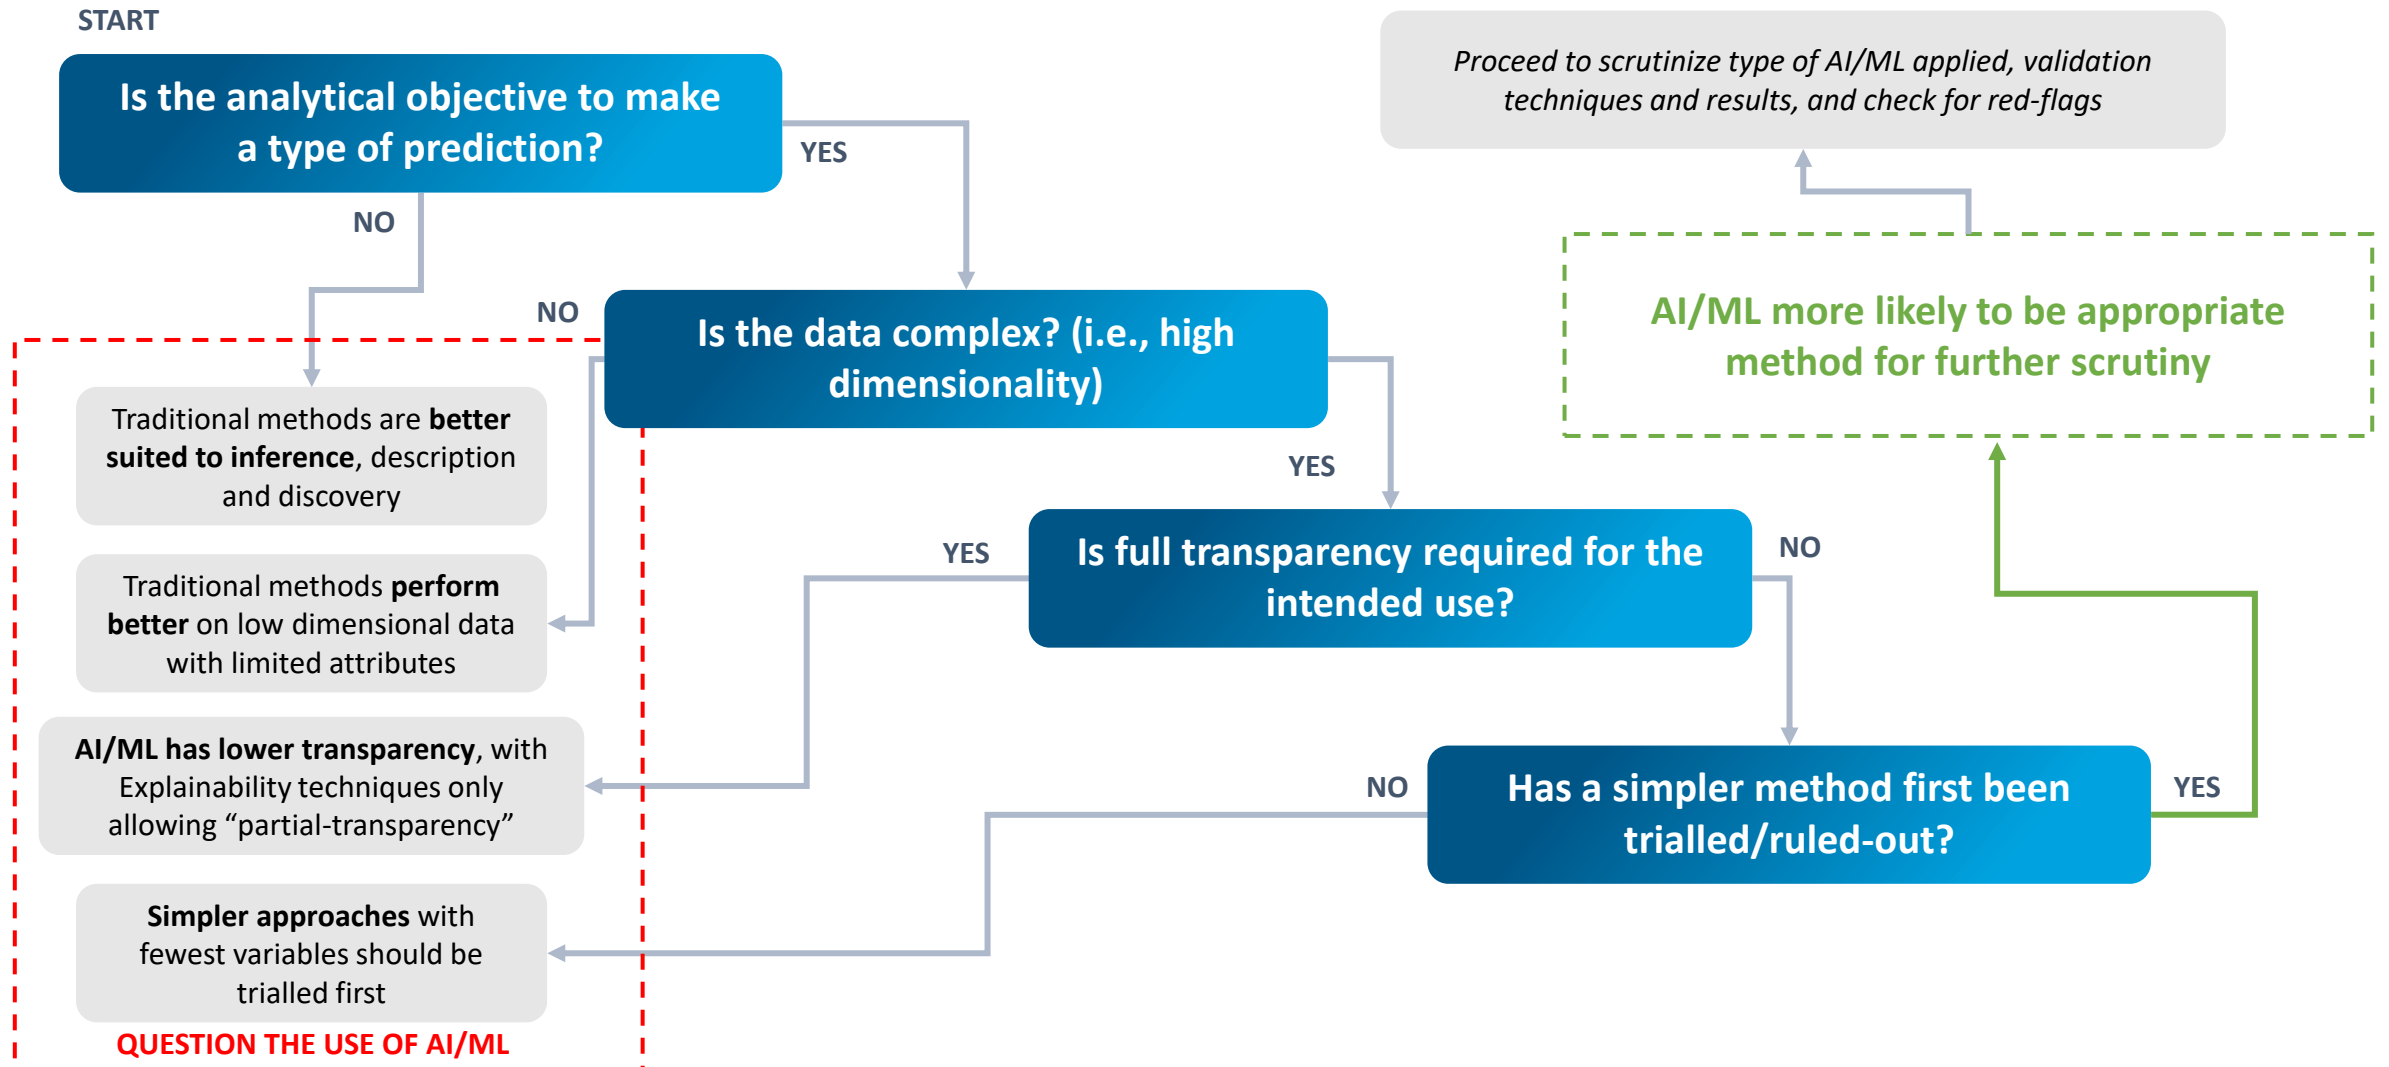 START
Is the analytical objective to make
a type of prediction?
YES
NO
Proceed to scrutinize type of AI/ML applied, validation
techniques and results, and check for red-flags
AI/ML more likely to be appropriate
method for further scrutiny
NO
Is the data complex? (i.e., high
dimensionality)
YES
Traditional methods are better
suited to inference, description
and discovery
YES
Is full transparency required for the
intended use?
NO
Traditional methods perform
better on low dimensional data
with limited attributes
AI/ML has lower transparency, with
Explainability techniques only
allowing “partial-transparency”
NO
Has a simpler method first been
trialled/ruled-out?
YES
Simpler approaches with
fewest variables should be
trialled first
QUESTION THE USE OF AI/ML